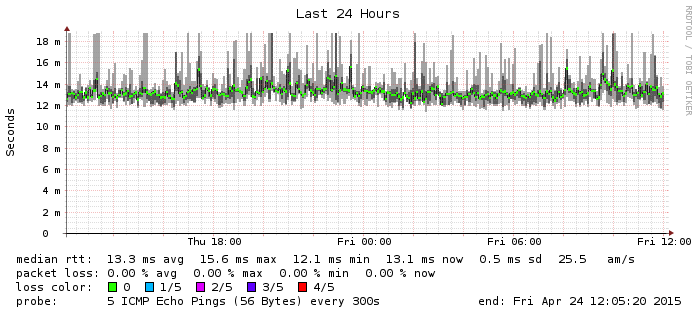 Last 24 Hours
RRDTOOL / TOBI OETIKER
Seconds
18 m
16 m
14 m
12 m
10 m
8 m
6 m
4 m
2 m
0
Thu 18:00 Fri 00:00 Fri 06:00 Fri 12:00
median rtt: 13.3 ms avg 15.6 ms max 12.1 ms min 13.1 ms now 0.5 ms sd 25.5 am/s
packet loss: 0.00 % avg 0.00 % max 0.00 % min 0.00 % now
loss color: 0 1/5 2/5 3/5 4/5
probe: 5 ICMP Echo Pings (56 Bytes) every 300s end: Fri Apr 24 12:05:20 2015